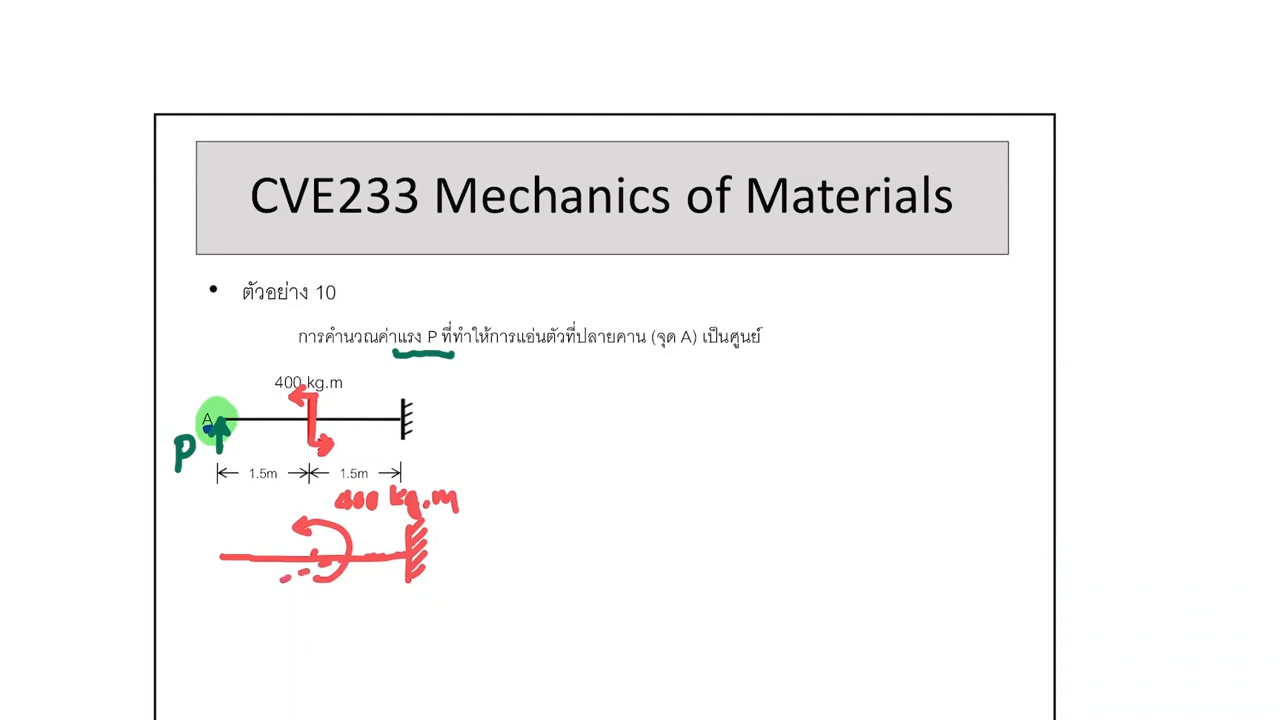 CVE233 Mechanics of Materials
• ตัวอย่าง 10
การคำนวณค่าแรง P ที่ทำให้การแอ่นตัวที่ปลายคาน (จุด A) เป็นศูนย์
400 kg.m
A
P
1.5m 1.5m
400 kg.m